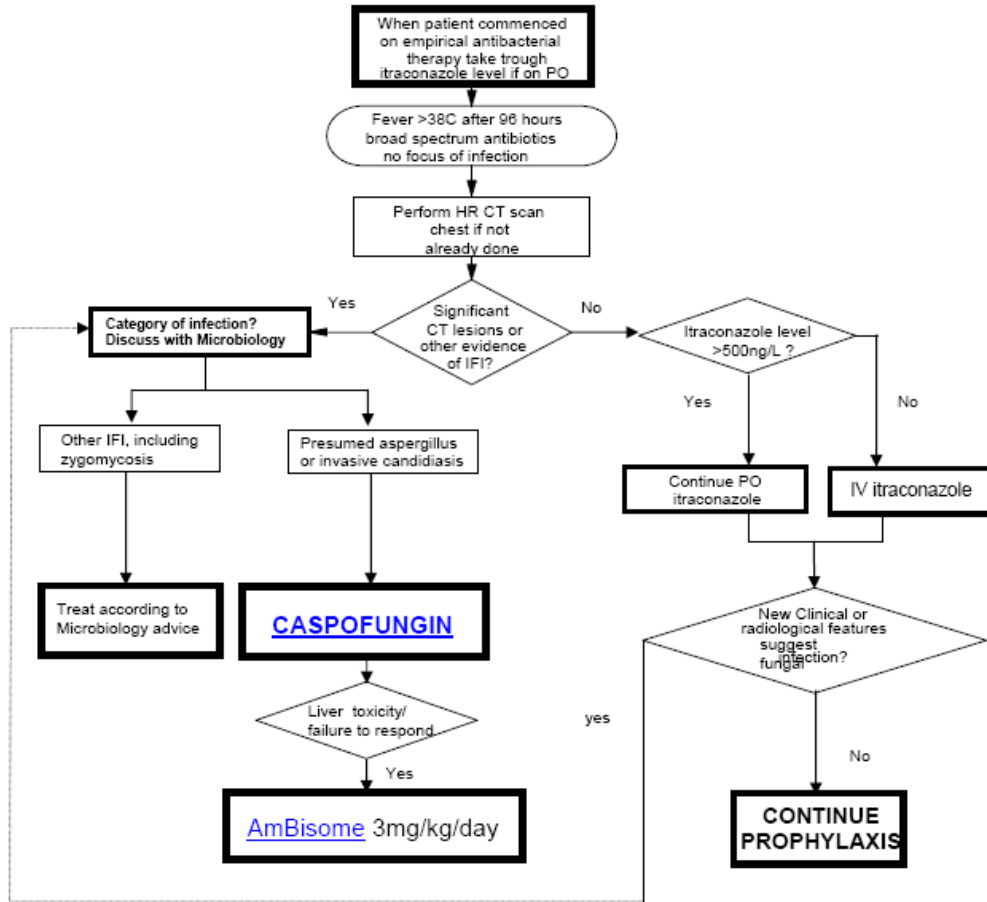 When patient commenced
on empirical antibacterial
therapy take trough
itraconazole level if on PO
Fever >38C after 96 hours
broad spectrum antibiotics
no focus of infection
Perform HR CT scan
chest if not
already done
Yes
Significant
CT lesions or
other evidence
of IFI?
No
Category of infection?
Discuss with Microbiology
Itraconazole level
>500ng/L ?
Yes
No
Other IFI, including
zygomycosis
Presumed aspergillus
or invasive candidiasis
Continue PO
itraconazole
IV itraconazole
Treat according to
Microbiology advice
CASPOFUNGIN
New Clinical or
radiological features
suggest
fungal
infection?
Liver toxicity/
failure to respond
yes
Yes
No
AmBisome 3mg/kg/day
CONTINUE
PROPHYLAXIS